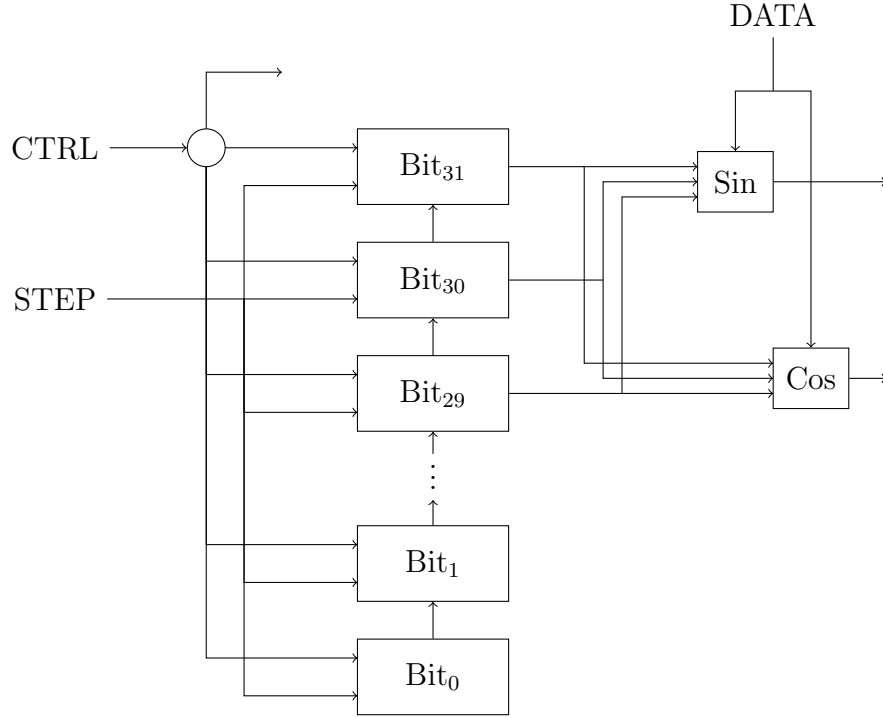 DATA
CTRL
Bit₃₁
Sin
Bit₃₀
STEP
Bit₂₉
Cos
⋮
Bit₁
Bit₀